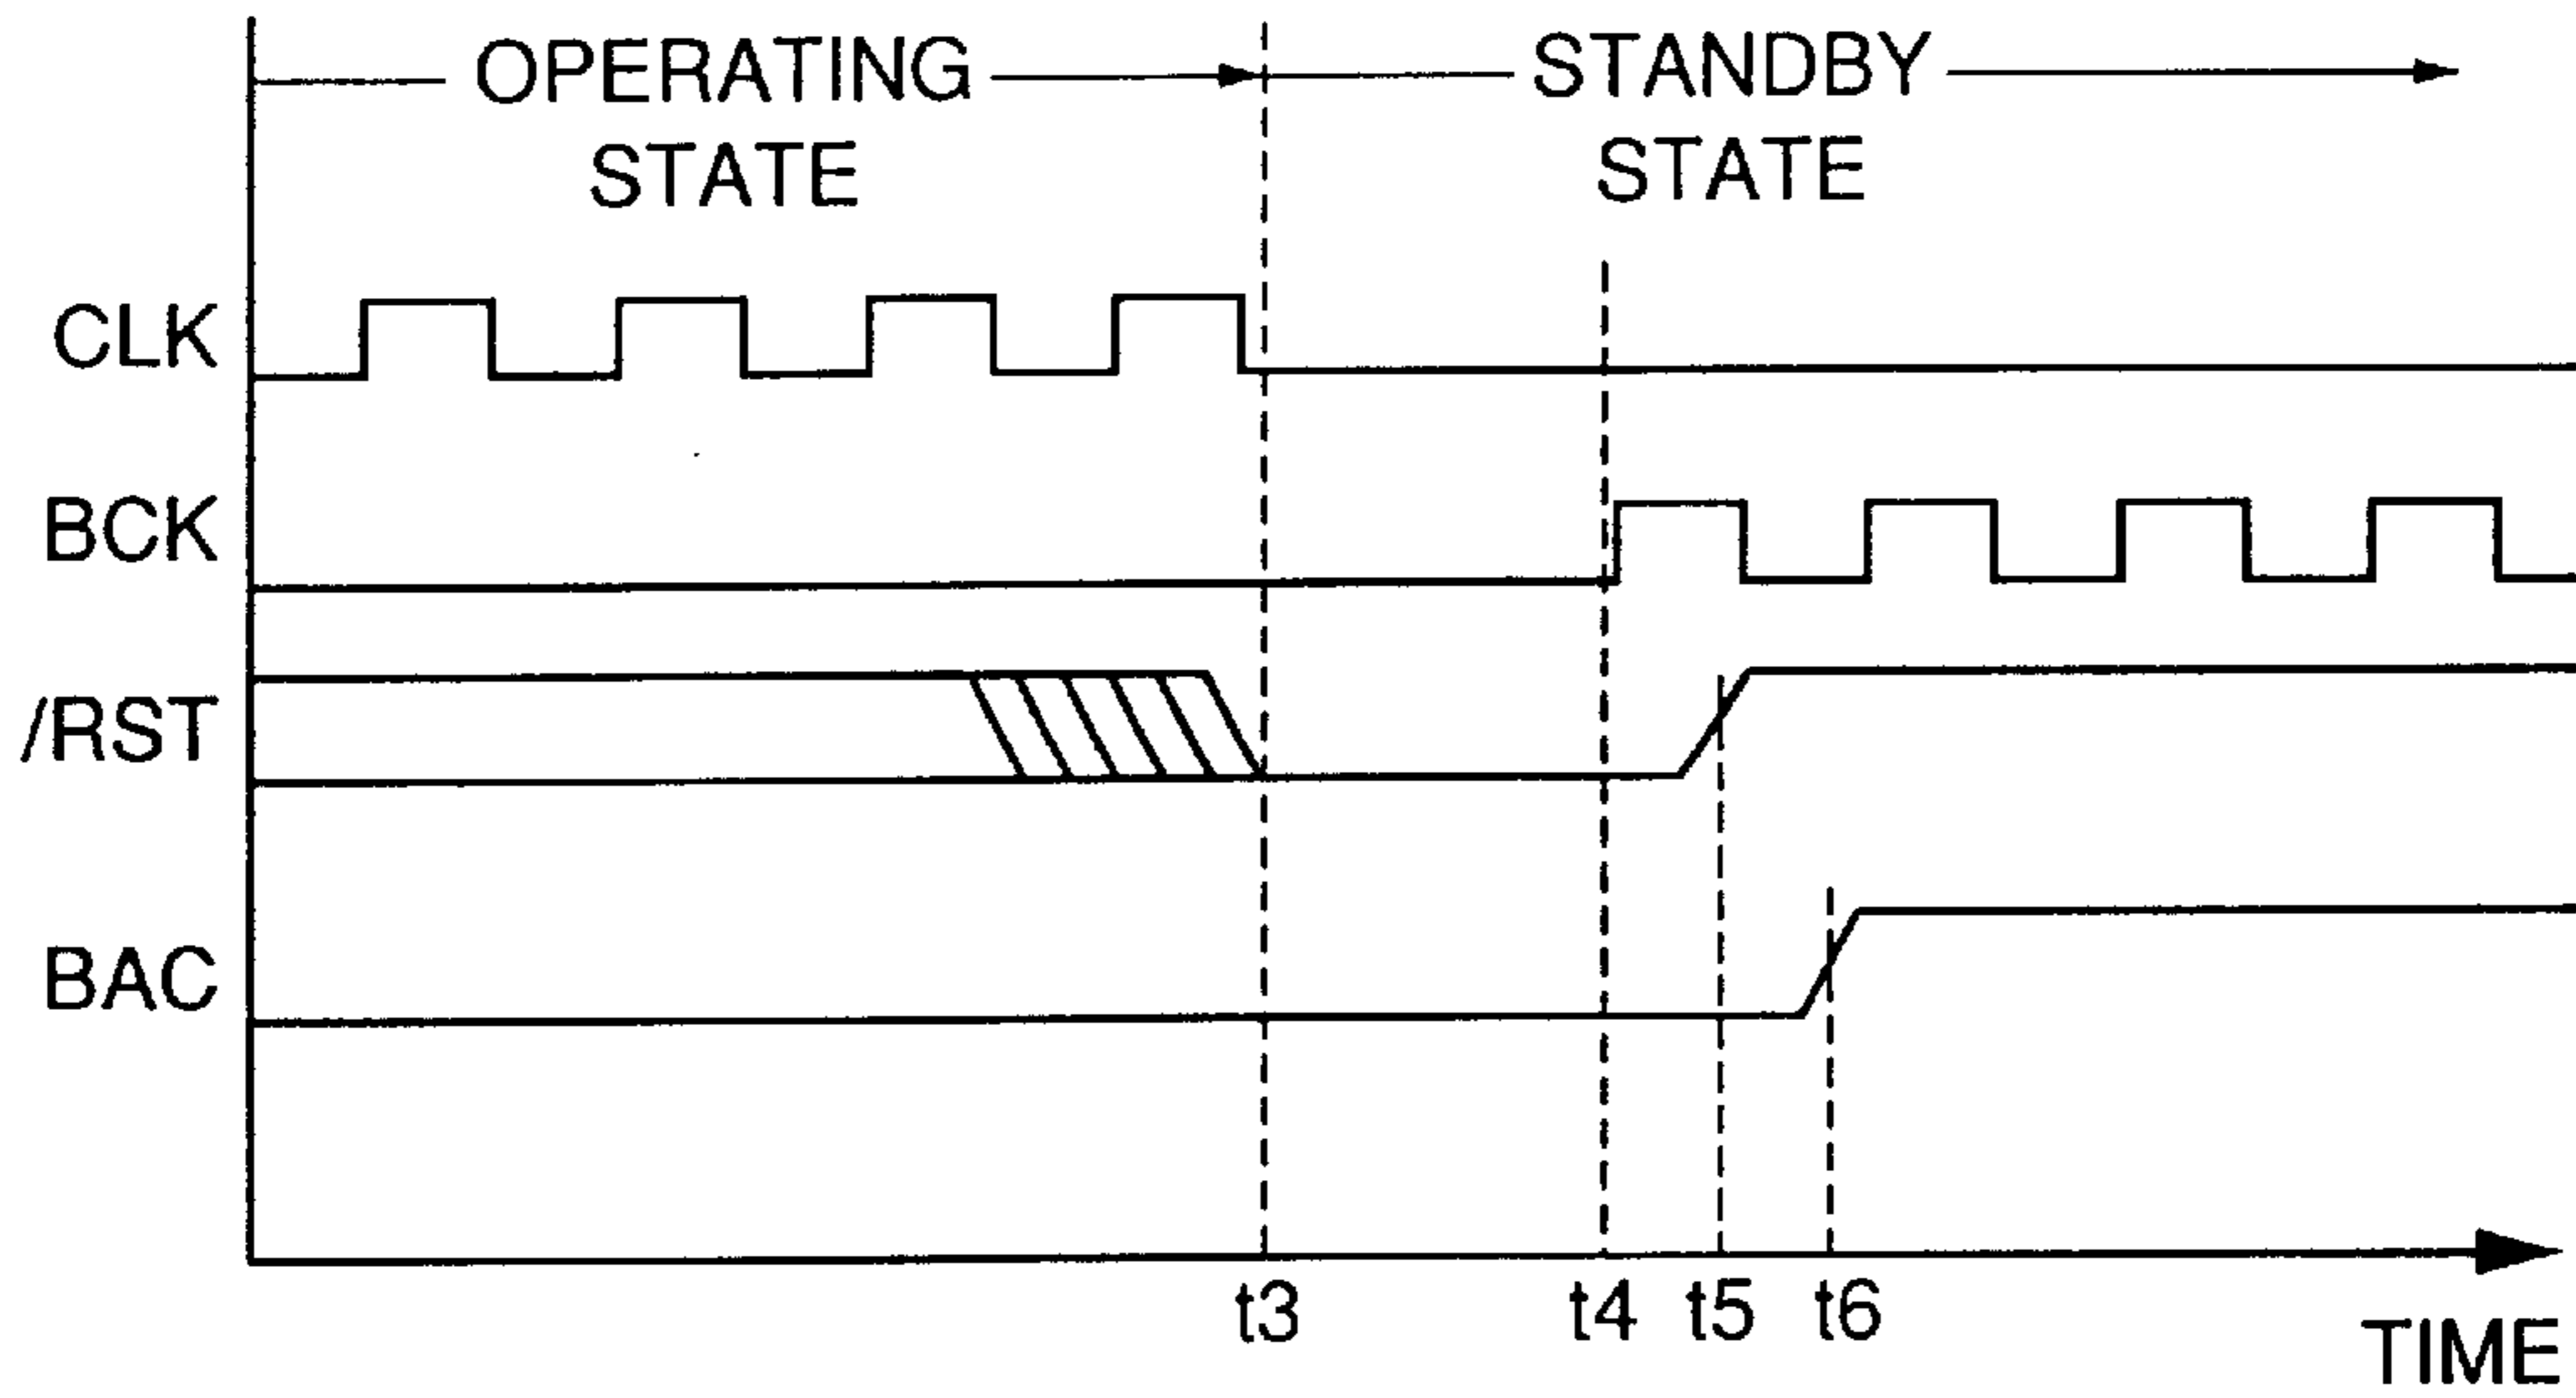 OPERATING
STATE
STANDBY
STATE
CLK
BCK
/RST
BAC
t3
t4
t5
t6
TIME